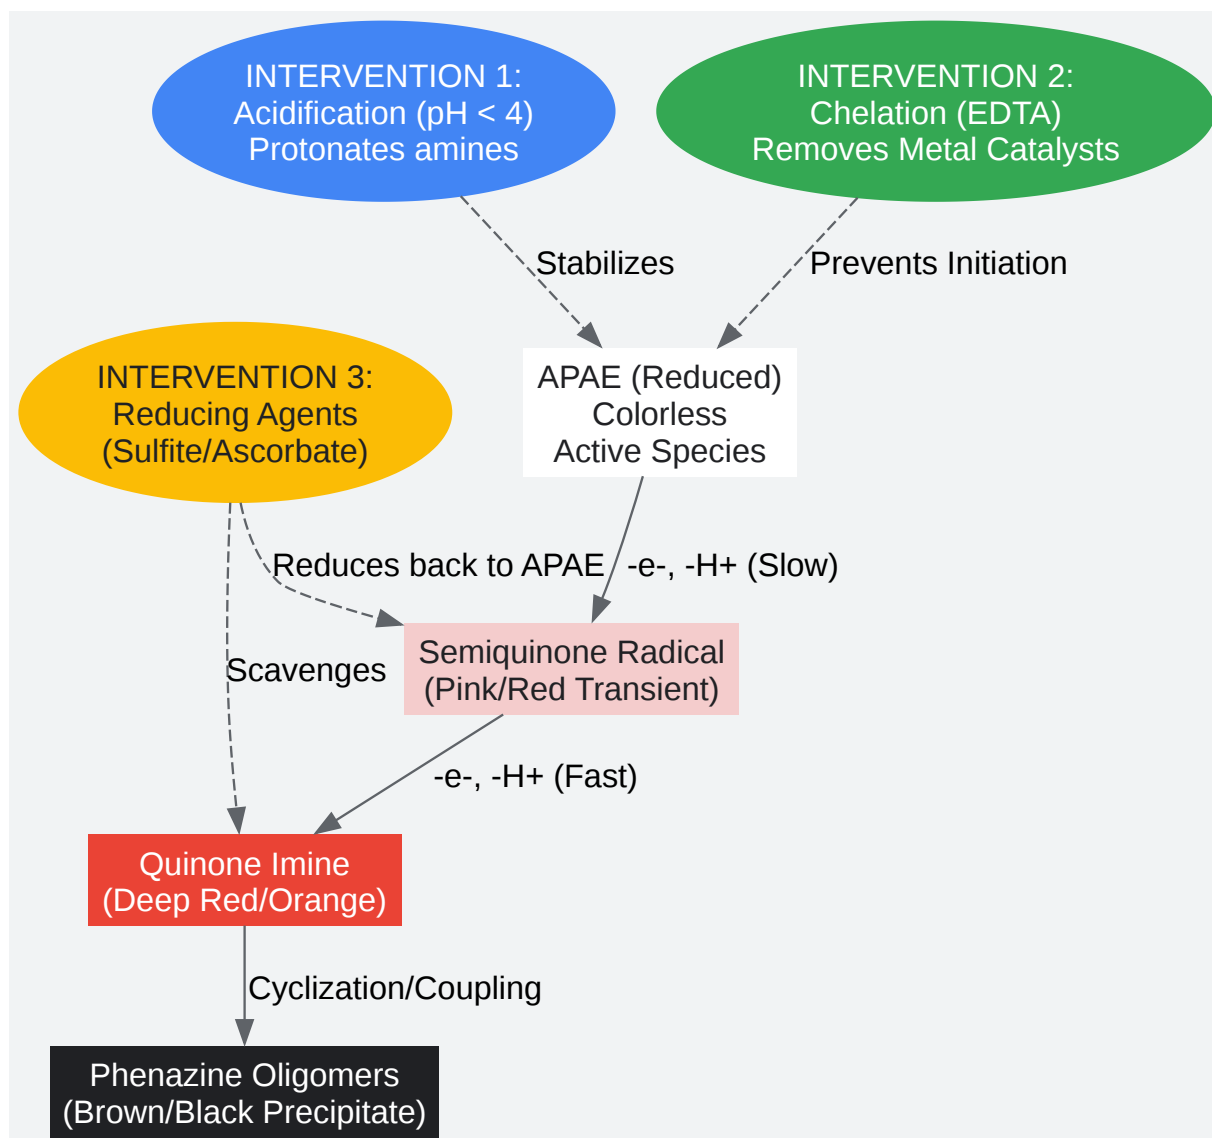 INTERVENTION 1:
Acidification (pH < 4)
Protonates amines
INTERVENTION 2:
Chelation (EDTA)
Removes Metal Catalysts
Stabilizes
Prevents Initiation
INTERVENTION 3:
Reducing Agents
(Sulfite/Ascorbate)
APAE (Reduced)
Colorless
Active Species
Reduces back to APAE
-e-, -H+ (Slow)
Semiquinone Radical
(Pink/Red Transient)
Scavenges
-e-, -H+ (Fast)
Quinone Imine
(Deep Red/Orange)
Cyclization/Coupling
Phenazine Oligomers
(Brown/Black Precipitate)